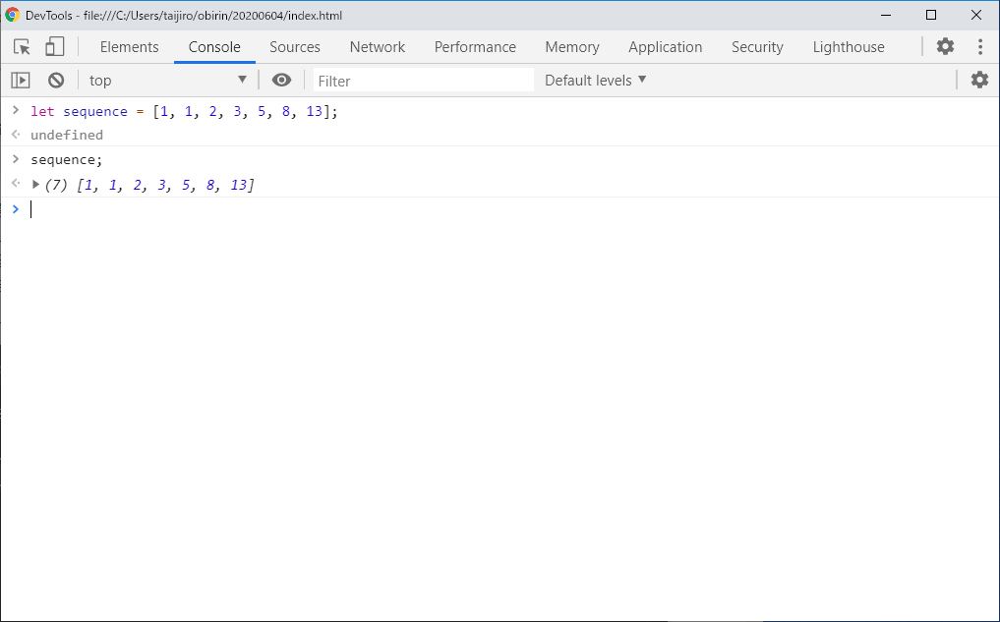 DevTools - file:///C:/Users/taijiro/obirin/20200604/index.html
Elements Console Sources Network Performance Memory Application Security Lighthouse
top Filter Default levels
let sequence = [1, 1, 2, 3, 5, 8, 13];
undefined
sequence;
(7) [1, 1, 2, 3, 5, 8, 13]